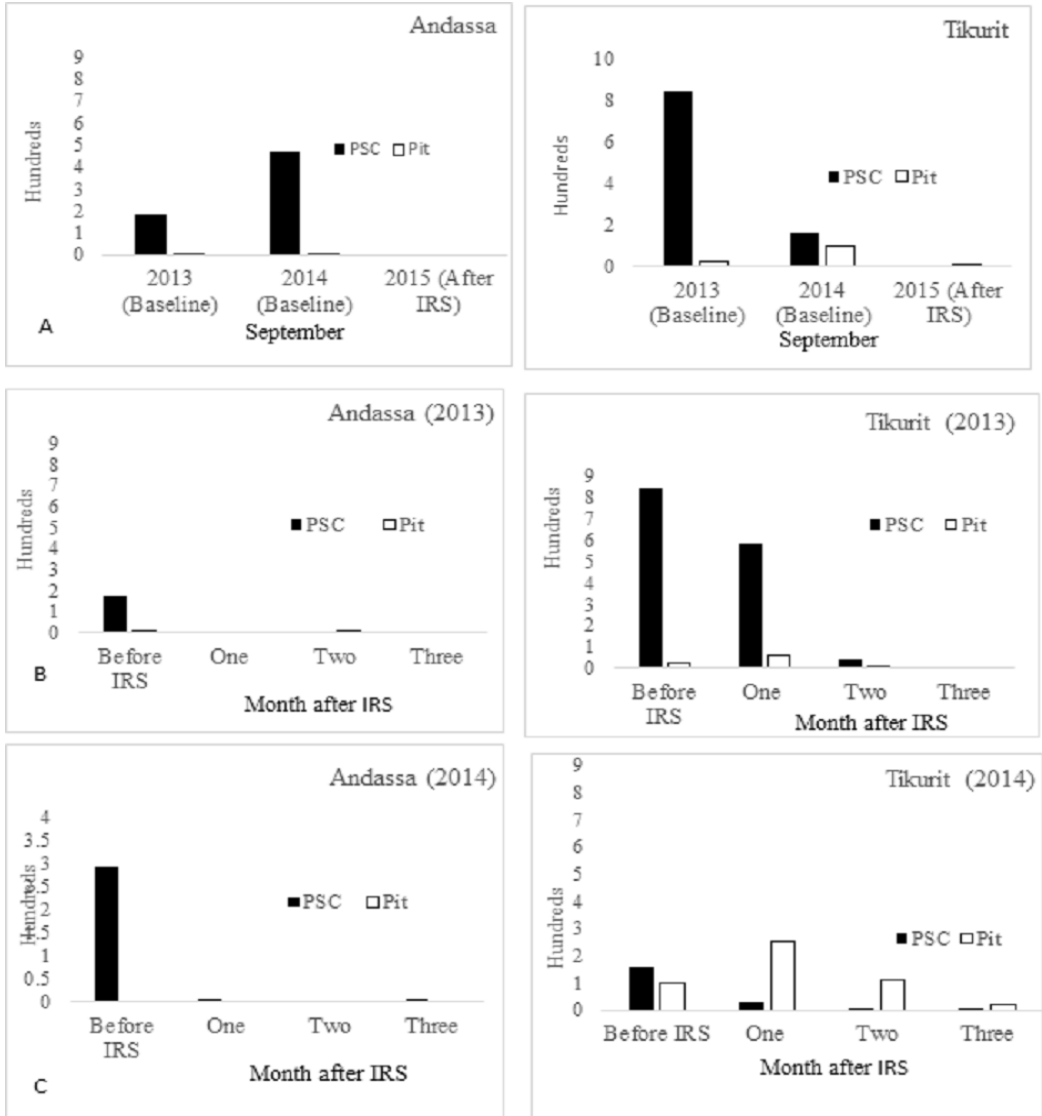 Andassa
9
8
7
6
5
4
3
2
1
0
Hundreds
PSC Pit
2013 2014 2015 (After
(Baseline) (Baseline) IRS)
September
A
Tikurit
10
8
6
4
2
0
Hundreds
PSC Pit
2013 2014 2015 (After
(Baseline) (Baseline) IRS)
September
Andassa (2013)
9
8
7
6
5
4
3
2
1
0
Hundreds
PSC Pit
Before One Two Three
IRS
Month after IRS
B
Tikurit (2013)
9
8
7
6
5
4
3
2
1
0
Hundreds
PSC Pit
Before One Two Three
IRS
Month after IRS
Andassa (2014)
4
3.5
3
2.5
2
1.5
1
0.5
0
Hundreds
PSC Pit
Before One Two Three
IRS
Month after IRS
C
Tikurit (2014)
9
8
7
6
5
4
3
2
1
0
Hundreds
PSC Pit
Before IRS One Two Three
Month after IRS